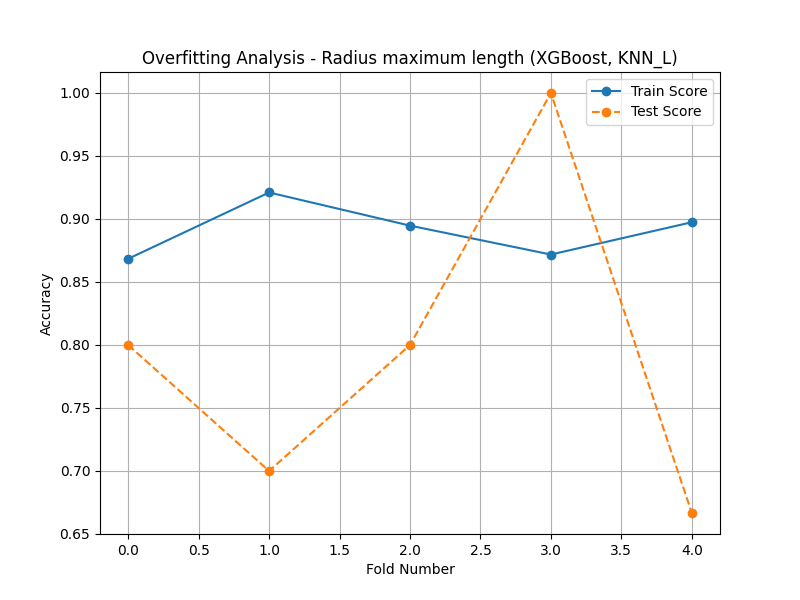 Overfitting Analysis - Radius maximum length (XGBoost, KNN_L)
Train Score
Test Score
1.00
0.95
0.90
0.85
0.80
0.75
0.70
0.65
Accuracy
0.0 0.5 1.0 1.5 2.0 2.5 3.0 3.5 4.0
Fold Number